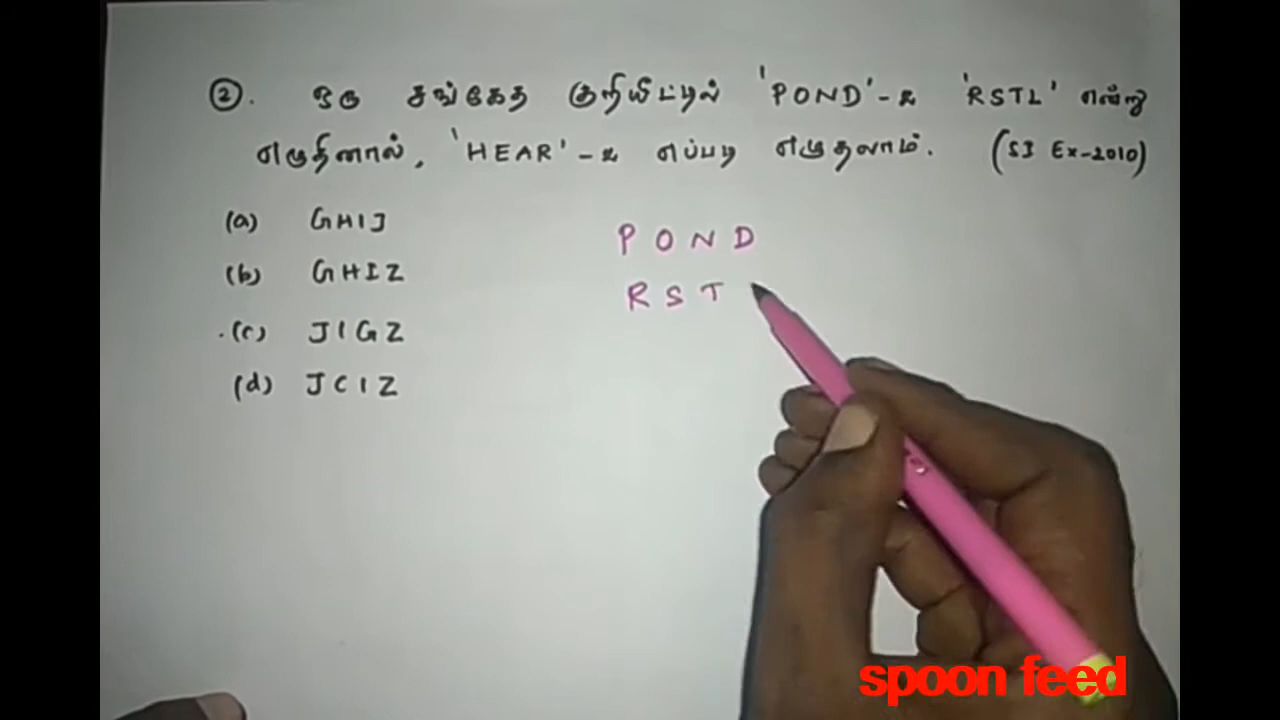 2. ஒரு சங்கேத குறியீட்டில் 'POND'-ஐ 'RSTL' என்று
எழுதினால், 'HEAR'-ஐ எப்படி எழுதலாம். (SI Ex-2010)
(a) GHIJ
(b) GHIZ
(c) JIGZ
(d) JCIZ
P O N D
R S T
spoon feed